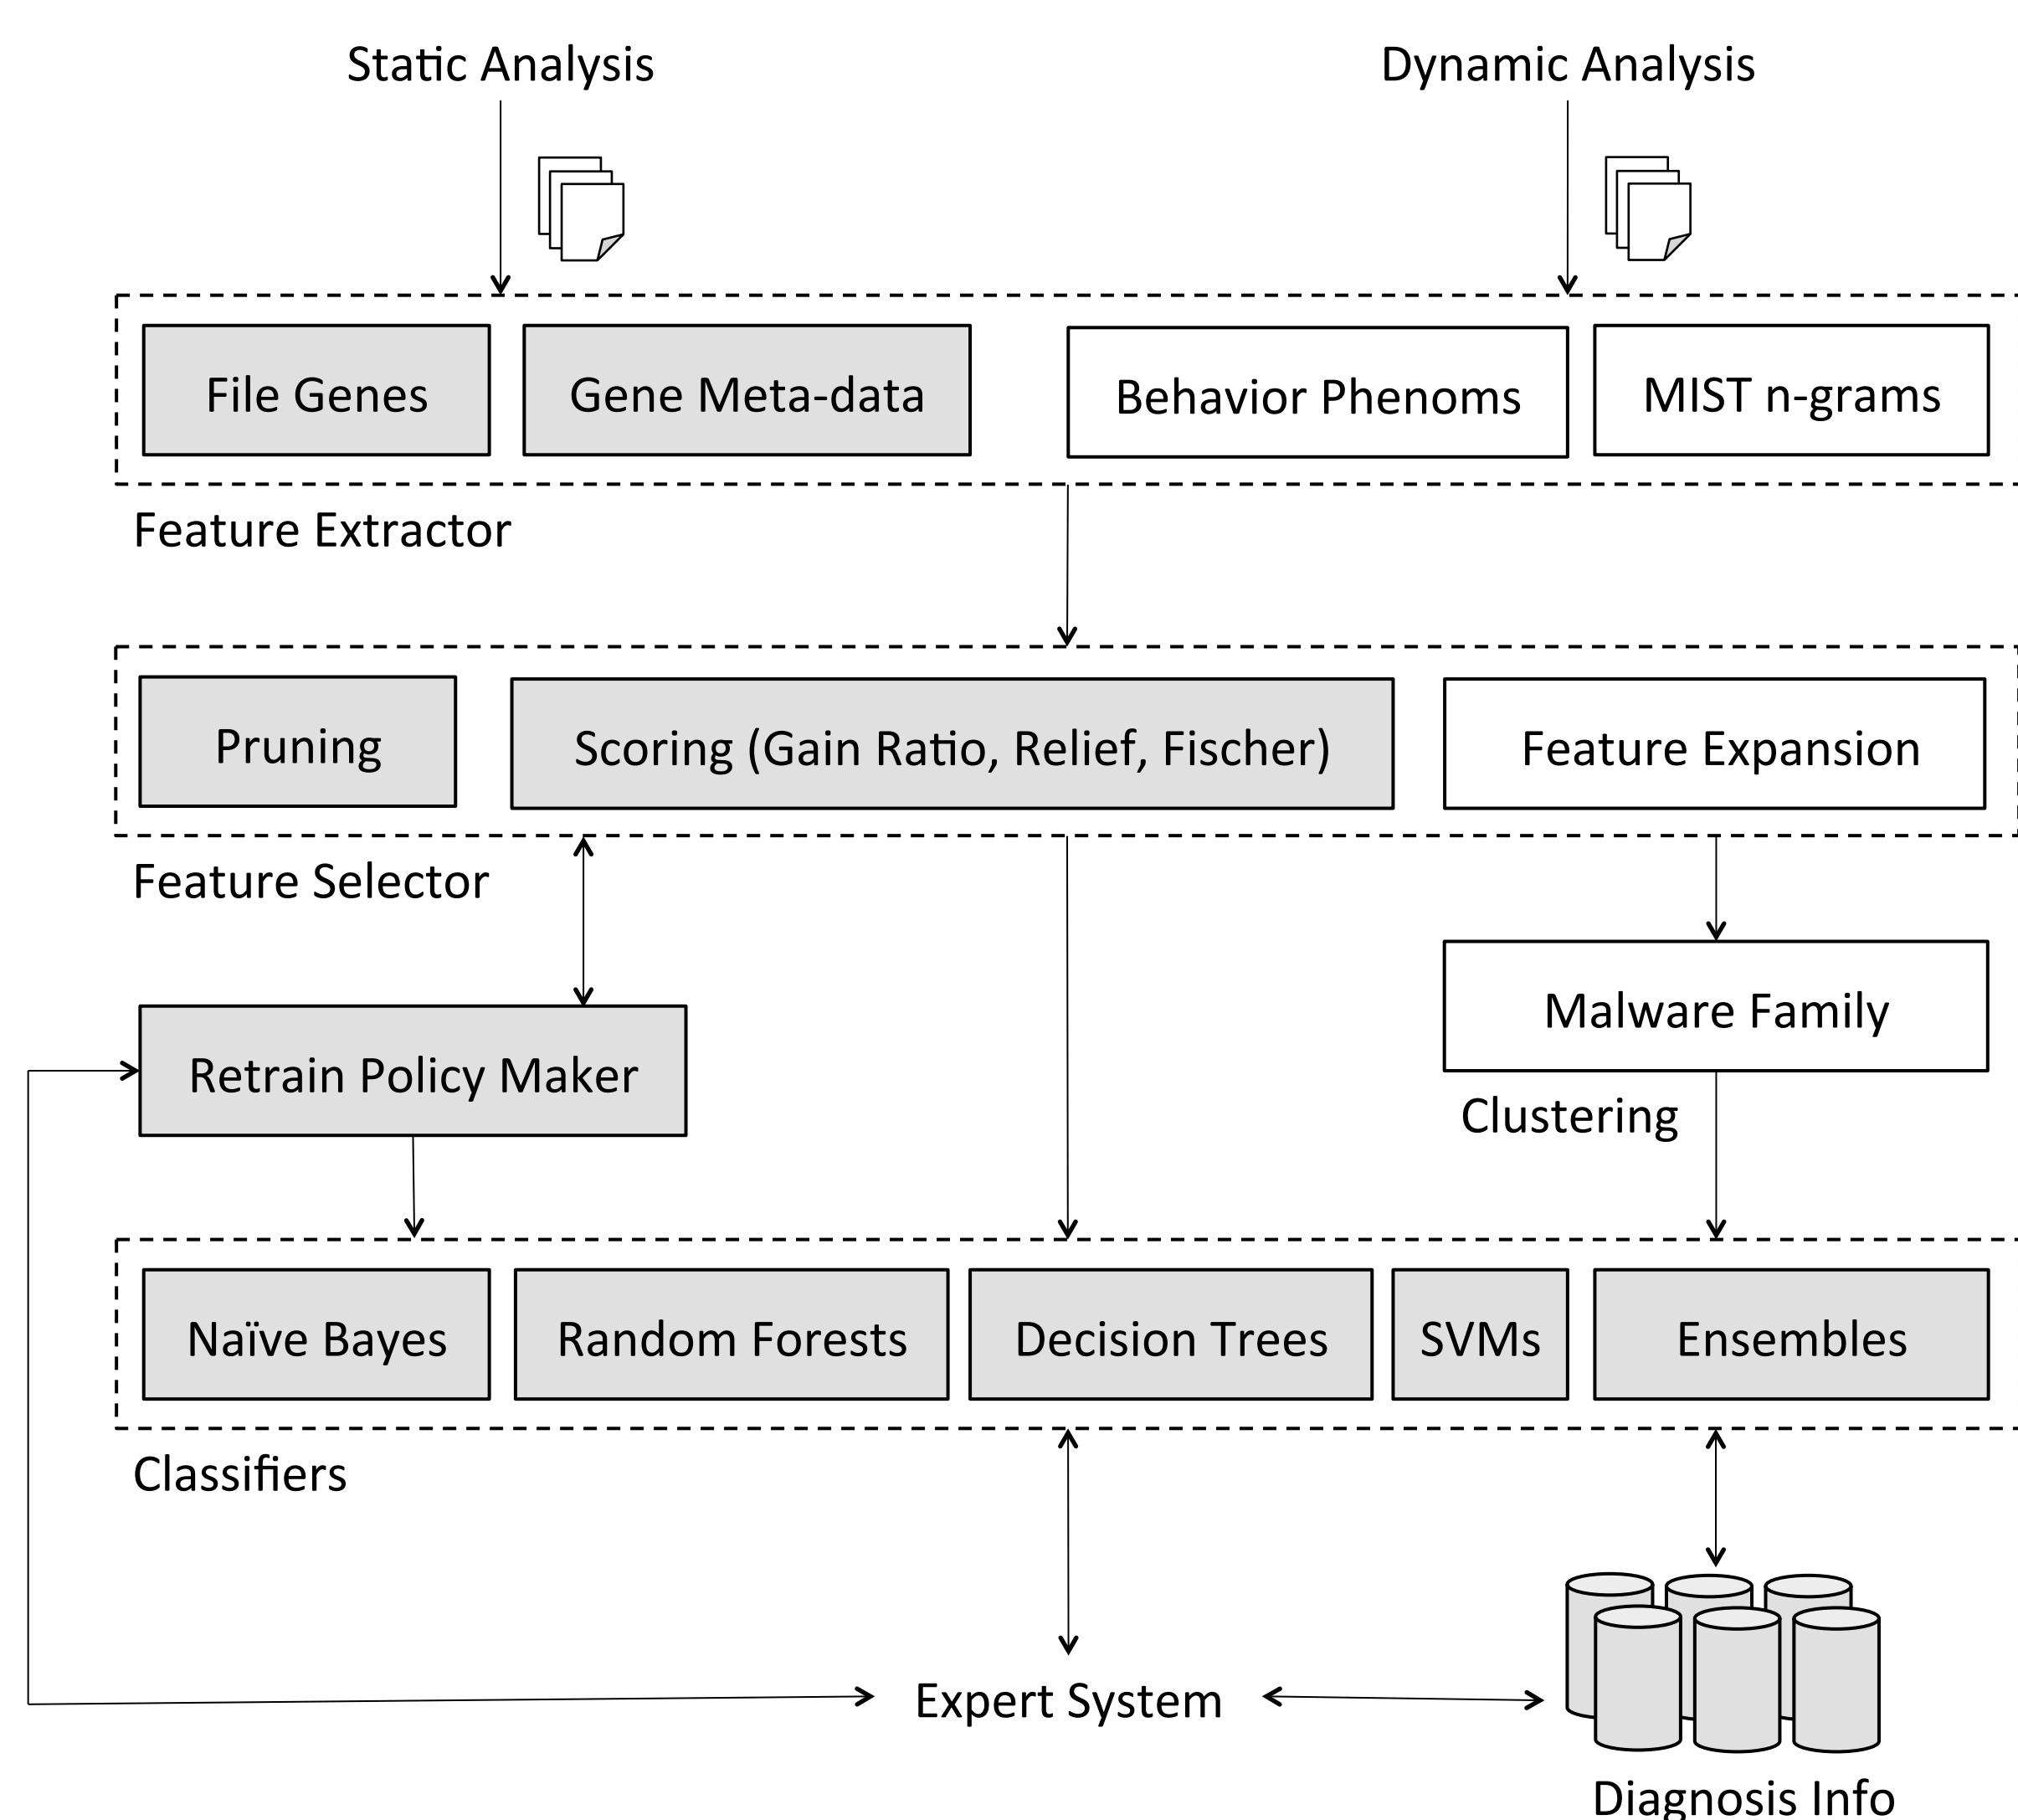 Static Analysis
Dynamic Analysis
File Genes
Gene Meta-data
Behavior Phenoms
MIST n-grams
Feature Extractor
Pruning
Scoring (Gain Ratio, Relief, Fischer)
Feature Expansion
Feature Selector
Malware Family
Retrain Policy Maker
Clustering
Naïve Bayes
Random Forests
Decision Trees
SVMs
Ensembles
Classifiers
Expert System
Diagnosis Info